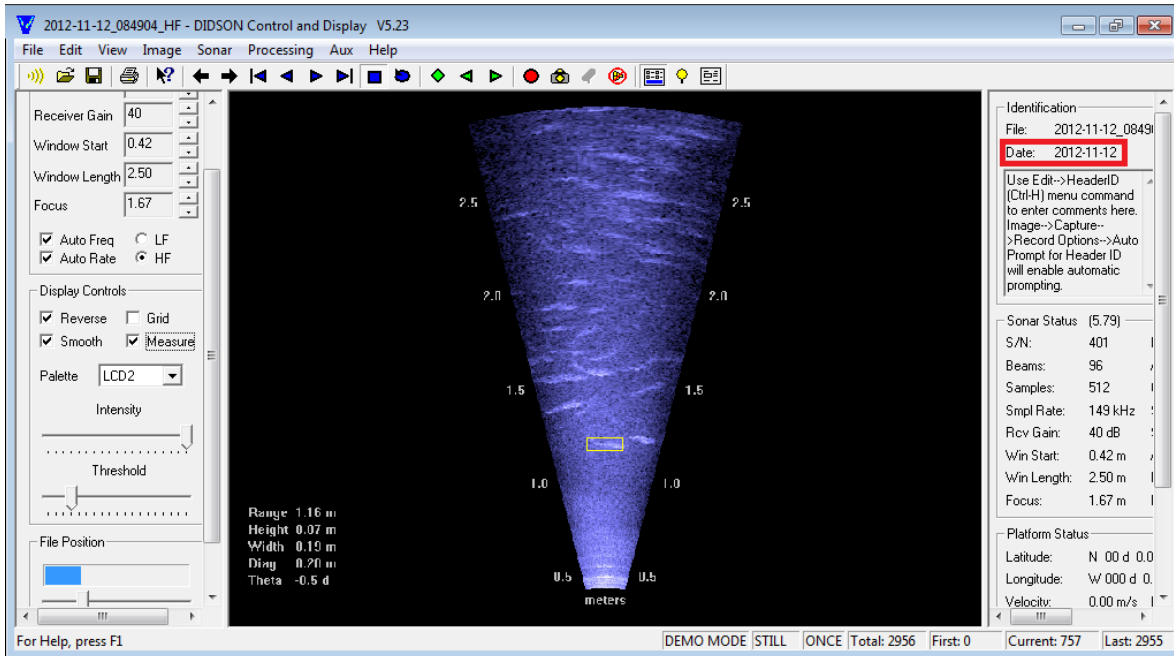 2012-11-12_084904_HF - DIDSON Control and Display V5.23
File Edit View Image Sonar Processing Aux Help
Receiver Gain 40
Window Start 0.42
Window Length 2.50
Focus 1.67
Auto Freq LF
Auto Rate HF
Display Controls
Reverse Grid
Smooth Measure
Palette LCD2
Intensity
Threshold
File Position
2.5 2.5
2.0 2.0
1.5 1.5
1.0 1.0
0.5 0.5
meters
Range 1.16 m
Height 0.07 m
Width 0.19 m
Diag 0.20 m
Theta -0.5 d
Identification
File: 2012-11-12_0849
Date: 2012-11-12
Use Edit-->HeaderID
(Ctrl-H) menu command
to enter comments here.
Image-->Capture--
>Record Options-->Auto
Prompt for Header ID
will enable automatic
prompting.
Sonar Status (5.79)
S/N: 401
Beams: 96
Samples: 512
Smpl Rate: 149 kHz
Rcv Gain: 40 dB
Win Start: 0.42 m
Win Length: 2.50 m
Focus: 1.67 m
Platform Status
Latitude: N 00 d 0.0
Longitude: W 000 d 0.
Velocity: 0.00 m/s
For Help, press F1
DEMO MODE STILL ONCE Total: 2956 First: 0 Current: 757 Last: 2955